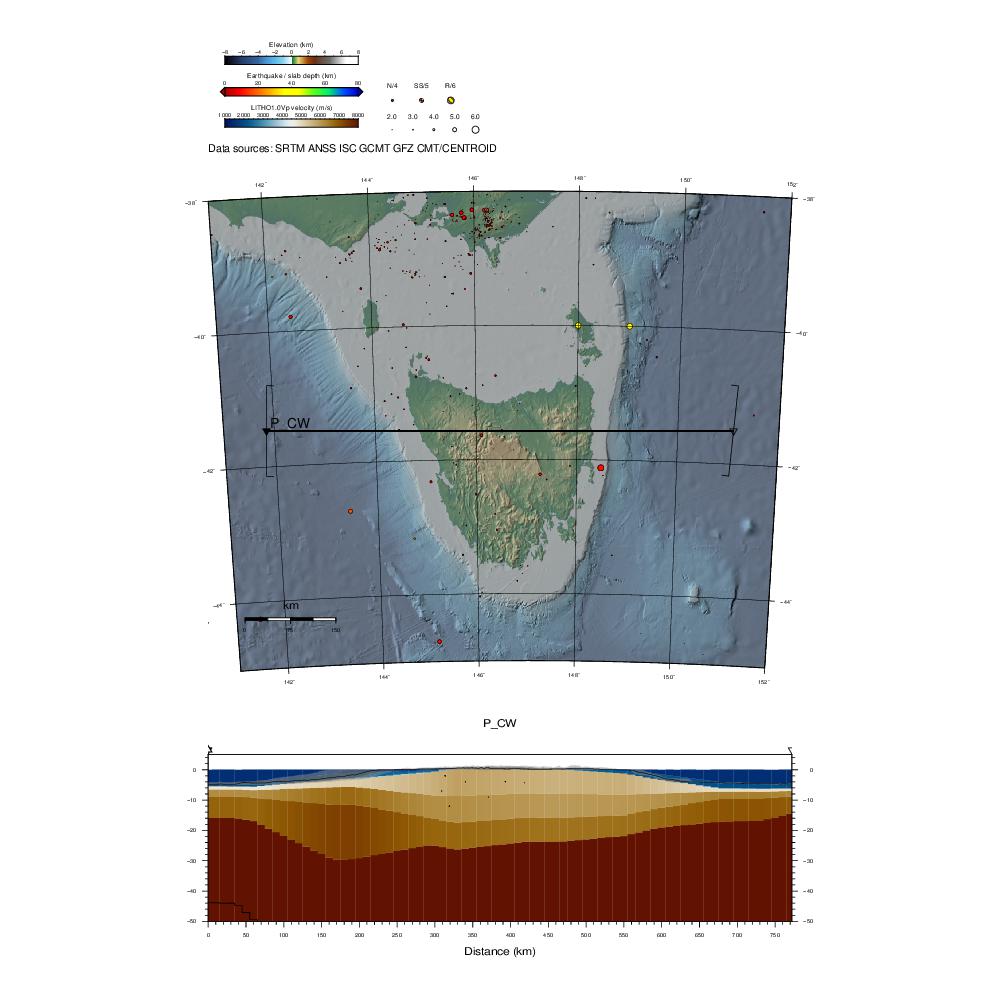 Elevation (km)
−8 −6 −4 −2 0 2 4 6 8
Earthquake / slab depth (km)
0 20 40 60 80
N/4 SS/5 R/6
LITHO1.0Vp velocity (m/s)
1000 2000 3000 4000 5000 6000 7000 8000
2.0 3.0 4.0 5.0 6.0
Data sources: SRTM ANSS ISC GCMT GFZ CMT/CENTROID
142° 144° 146° 148° 150° 152°
−38° −38°
−40° −40°
P_CW
−42° −42°
−44° −44°
km
0 75 150
142° 144° 146° 148° 150° 152°
P_CW
0 0
−10 −10
−20 −20
−30 −30
−40 −40
−50 −50
0 50 100 150 200 250 300 350 400 450 500 550 600 650 700 750
Distance (km)